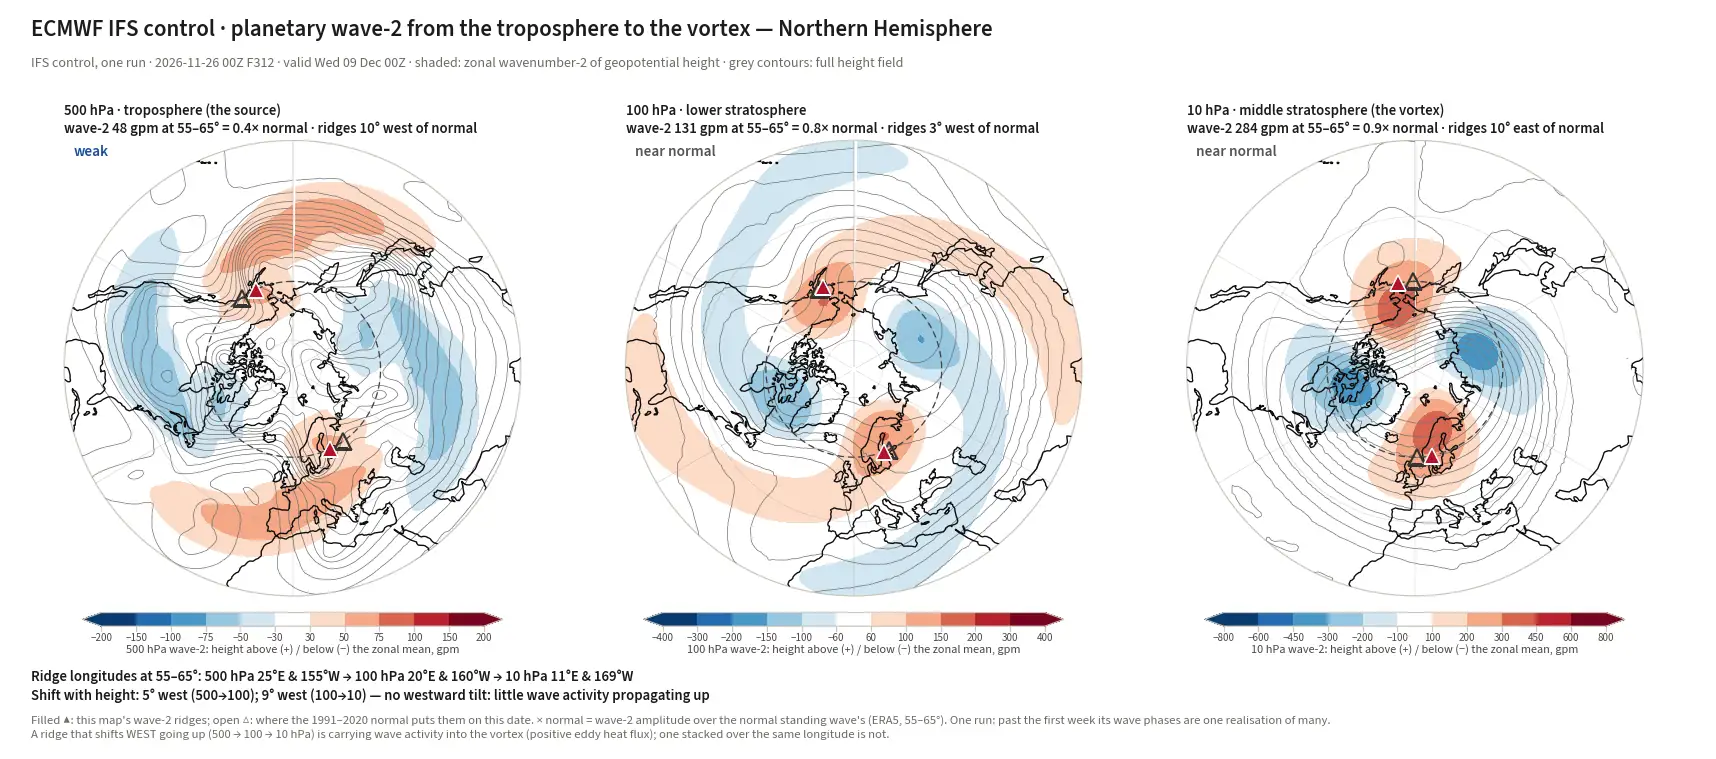 ECMWF IFS control · planetary wave-2 from the troposphere to the vortex — Northern Hemisphere
IFS control, one run · 2026-11-26 00Z F312 · valid Wed 09 Dec 00Z · shaded: zonal wavenumber-2 of geopotential height · grey contours: full height field
500 hPa · troposphere (the source)
wave-2 48 gpm at 55–65° = 0.4× normal · ridges 10° west of normal
weak
100 hPa · lower stratosphere
wave-2 131 gpm at 55–65° = 0.8× normal · ridges 3° west of normal
near normal
10 hPa · middle stratosphere (the vortex)
wave-2 284 gpm at 55–65° = 0.9× normal · ridges 10° east of normal
near normal
−200 −150 −100 −75 −50 −30 30 50 75 100 150 200
500 hPa wave-2: height above (+) / below (−) the zonal mean, gpm
−400 −300 −200 −150 −100 −60 60 100 150 200 300 400
100 hPa wave-2: height above (+) / below (−) the zonal mean, gpm
−800 −600 −450 −300 −200 −100 100 200 300 450 600 800
10 hPa wave-2: height above (+) / below (−) the zonal mean, gpm
Ridge longitudes at 55–65°: 500 hPa 25°E & 155°W → 100 hPa 20°E & 160°W → 10 hPa 11°E & 169°W
Shift with height: 5° west (500→100); 9° west (100→10) — no westward tilt: little wave activity propagating up
Filled ▲: this map's wave-2 ridges; open △: where the 1991–2020 normal puts them on this date. × normal = wave-2 amplitude over the normal standing wave's (ERA5, 55–65°). One run: past the first week its wave phases are one realisation of many.
A ridge that shifts WEST going up (500 → 100 → 10 hPa) is carrying wave activity into the vortex (positive eddy heat flux); one stacked over the same longitude is not.